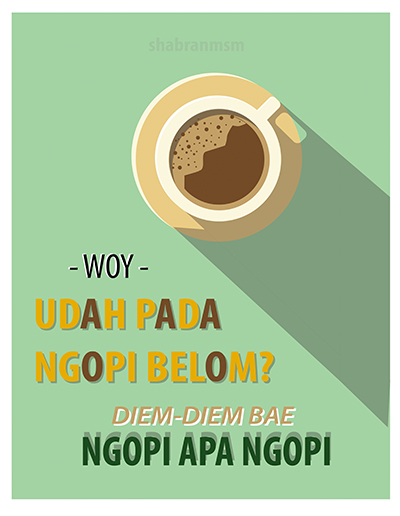 shabranmsm
- WOY -
UDAH PADA
NGOPI BELOM?
DIEM-DIEM BAE
NGOPI APA NGOPI